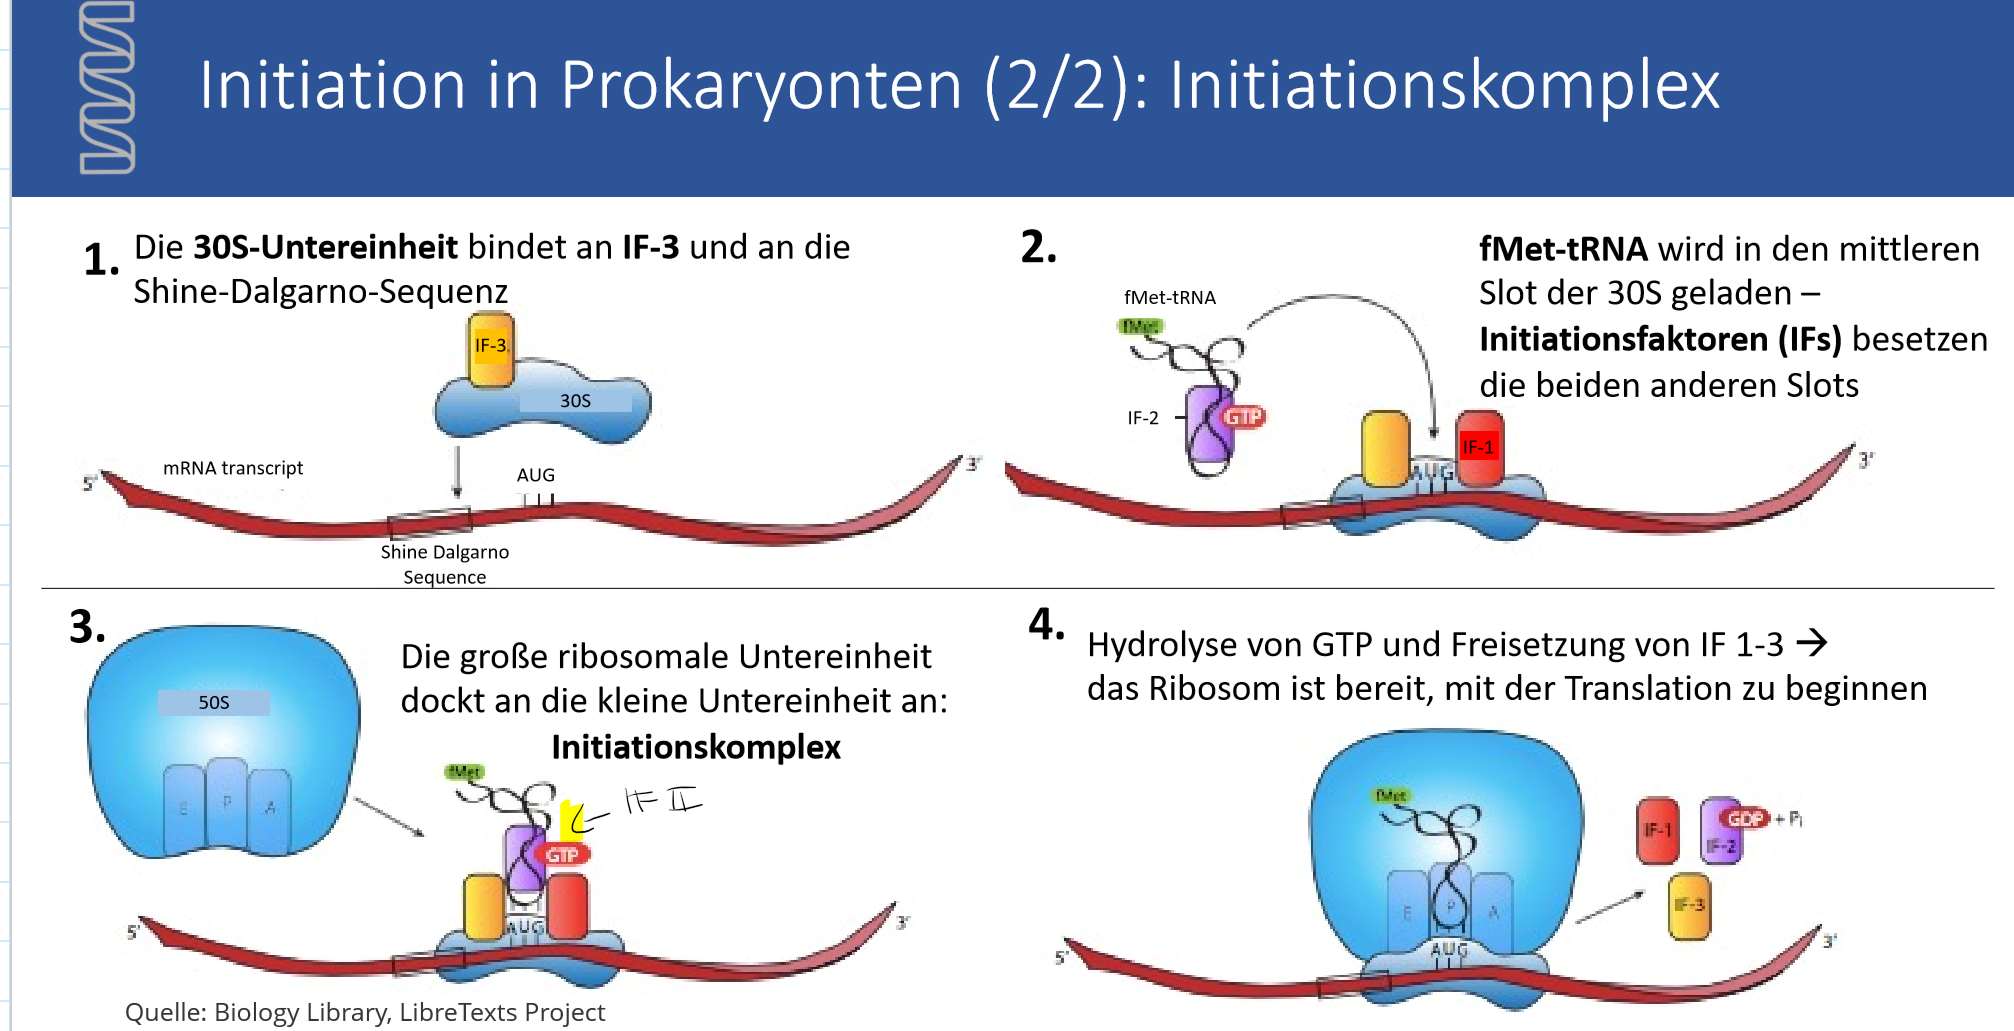 Initiation in Prokaryonten (2/2): Initiationskomplex
1. Die 30S-Untereinheit bindet an IF-3 und an die
Shine-Dalgarno-Sequenz
IF-3
30S
mRNA transcript
AUG
5'
3'
Shine Dalgarno
Sequence
2.
fMet-tRNA wird in den mittleren
Slot der 30S geladen –
Initiationsfaktoren (IFs) besetzen
die beiden anderen Slots
fMet-tRNA
fMet
IF-2
GTP
IF-1
AUG
3'
3.
Die große ribosomale Untereinheit
dockt an die kleine Untereinheit an:
Initiationskomplex
50S
E P A
fMet
IF II
GTP
AUG
5'
3'
4.
Hydrolyse von GTP und Freisetzung von IF 1-3 →
das Ribosom ist bereit, mit der Translation zu beginnen
fMet
E P A
AUG
IF-1
IF-2
GDP + Pi
IF-3
5'
3'
Quelle: Biology Library, LibreTexts Project